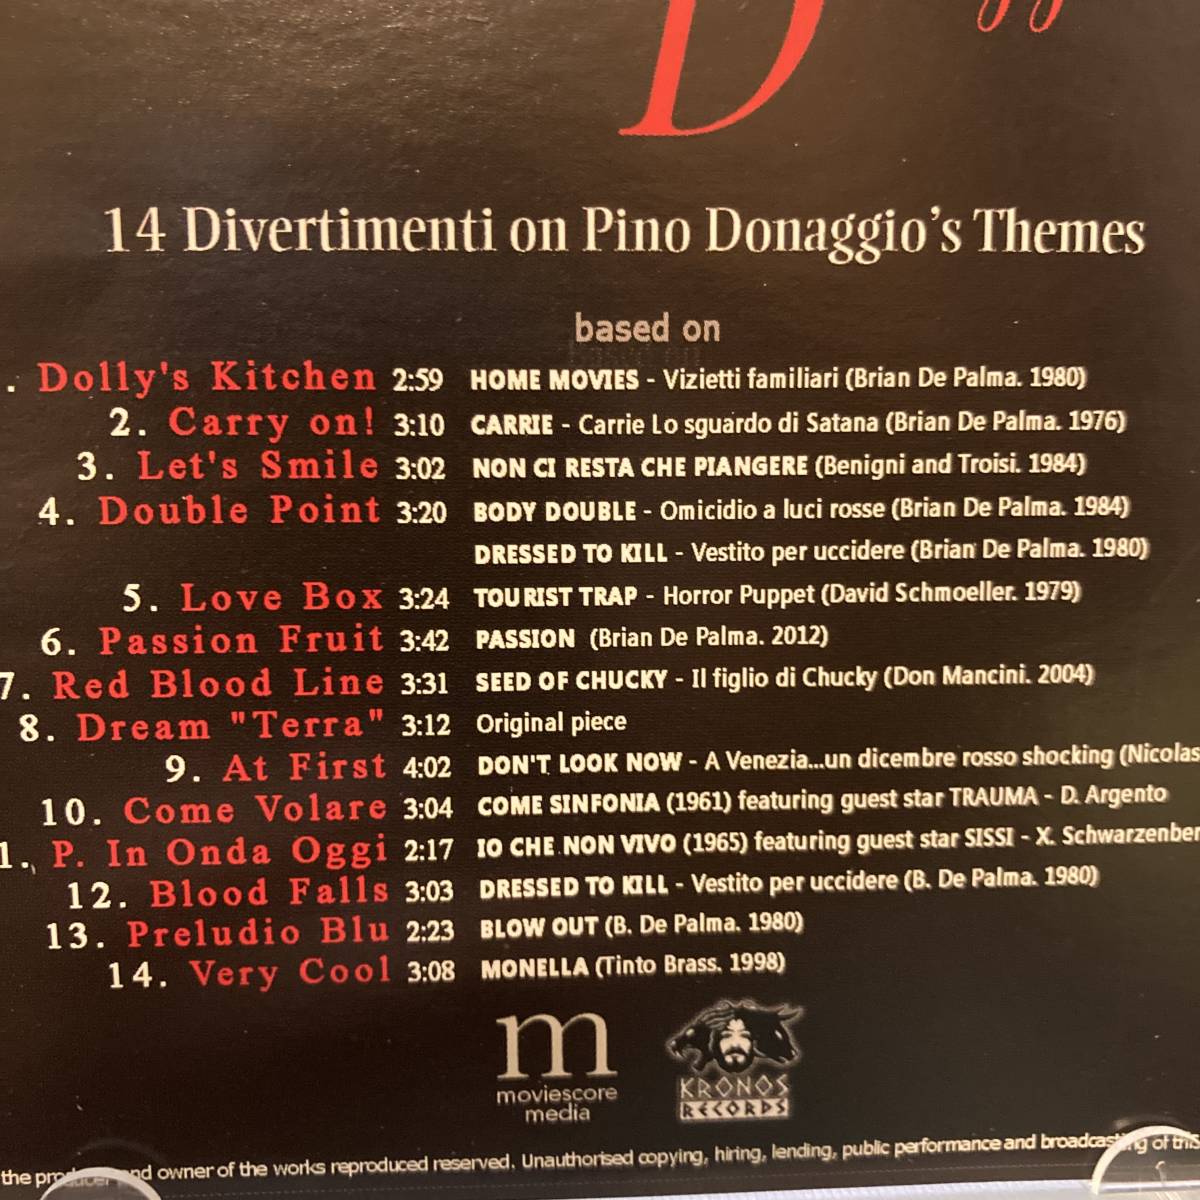 D
14 Divertimenti on Pino Donaggio's Themes
based on
. Dolly's Kitchen 2:59 HOME MOVIES - Vizietti familiari (Brian De Palma. 1980)
2. Carry on! 3:10 CARRIE - Carrie Lo sguardo di Satana (Brian De Palma. 1976)
3. Let's Smile 3:02 NON CI RESTA CHE PIANGERE (Benigni and Troisi. 1984)
4. Double Point 3:20 BODY DOUBLE - Omicidio a luci rosse (Brian De Palma. 1984)
DRESSED TO KILL - Vestito per uccidere (Brian De Palma. 1980)
5. Love Box 3:24 TOURIST TRAP - Horror Puppet (David Schmoeller. 1979)
6. Passion Fruit 3:42 PASSION (Brian De Palma. 2012)
7. Red Blood Line 3:31 SEED OF CHUCKY - Il figlio di Chucky (Don Mancini. 2004)
8. Dream "Terra" 3:12 Original piece
9. At First 4:02 DON'T LOOK NOW - A Venezia...un dicembre rosso shocking (Nicolas
10. Come Volare 3:04 COME SINFONIA (1961) featuring guest star TRAUMA - D. Argento
1. P. In Onda Oggi 2:17 IO CHE NON VIVO (1965) featuring guest star SISSI - X. Schwarzenber
12. Blood Falls 3:03 DRESSED TO KILL - Vestito per uccidere (B. De Palma. 1980)
13. Preludio Blu 2:23 BLOW OUT (B. De Palma. 1980)
14. Very Cool 3:08 MONELLA (Tinto Brass. 1998)
m
moviescore
media
KRONOS
RECORDS
the producer and owner of the works reproduced reserved. Unauthorised copying, hiring, lending, public performance and broadcasting of this